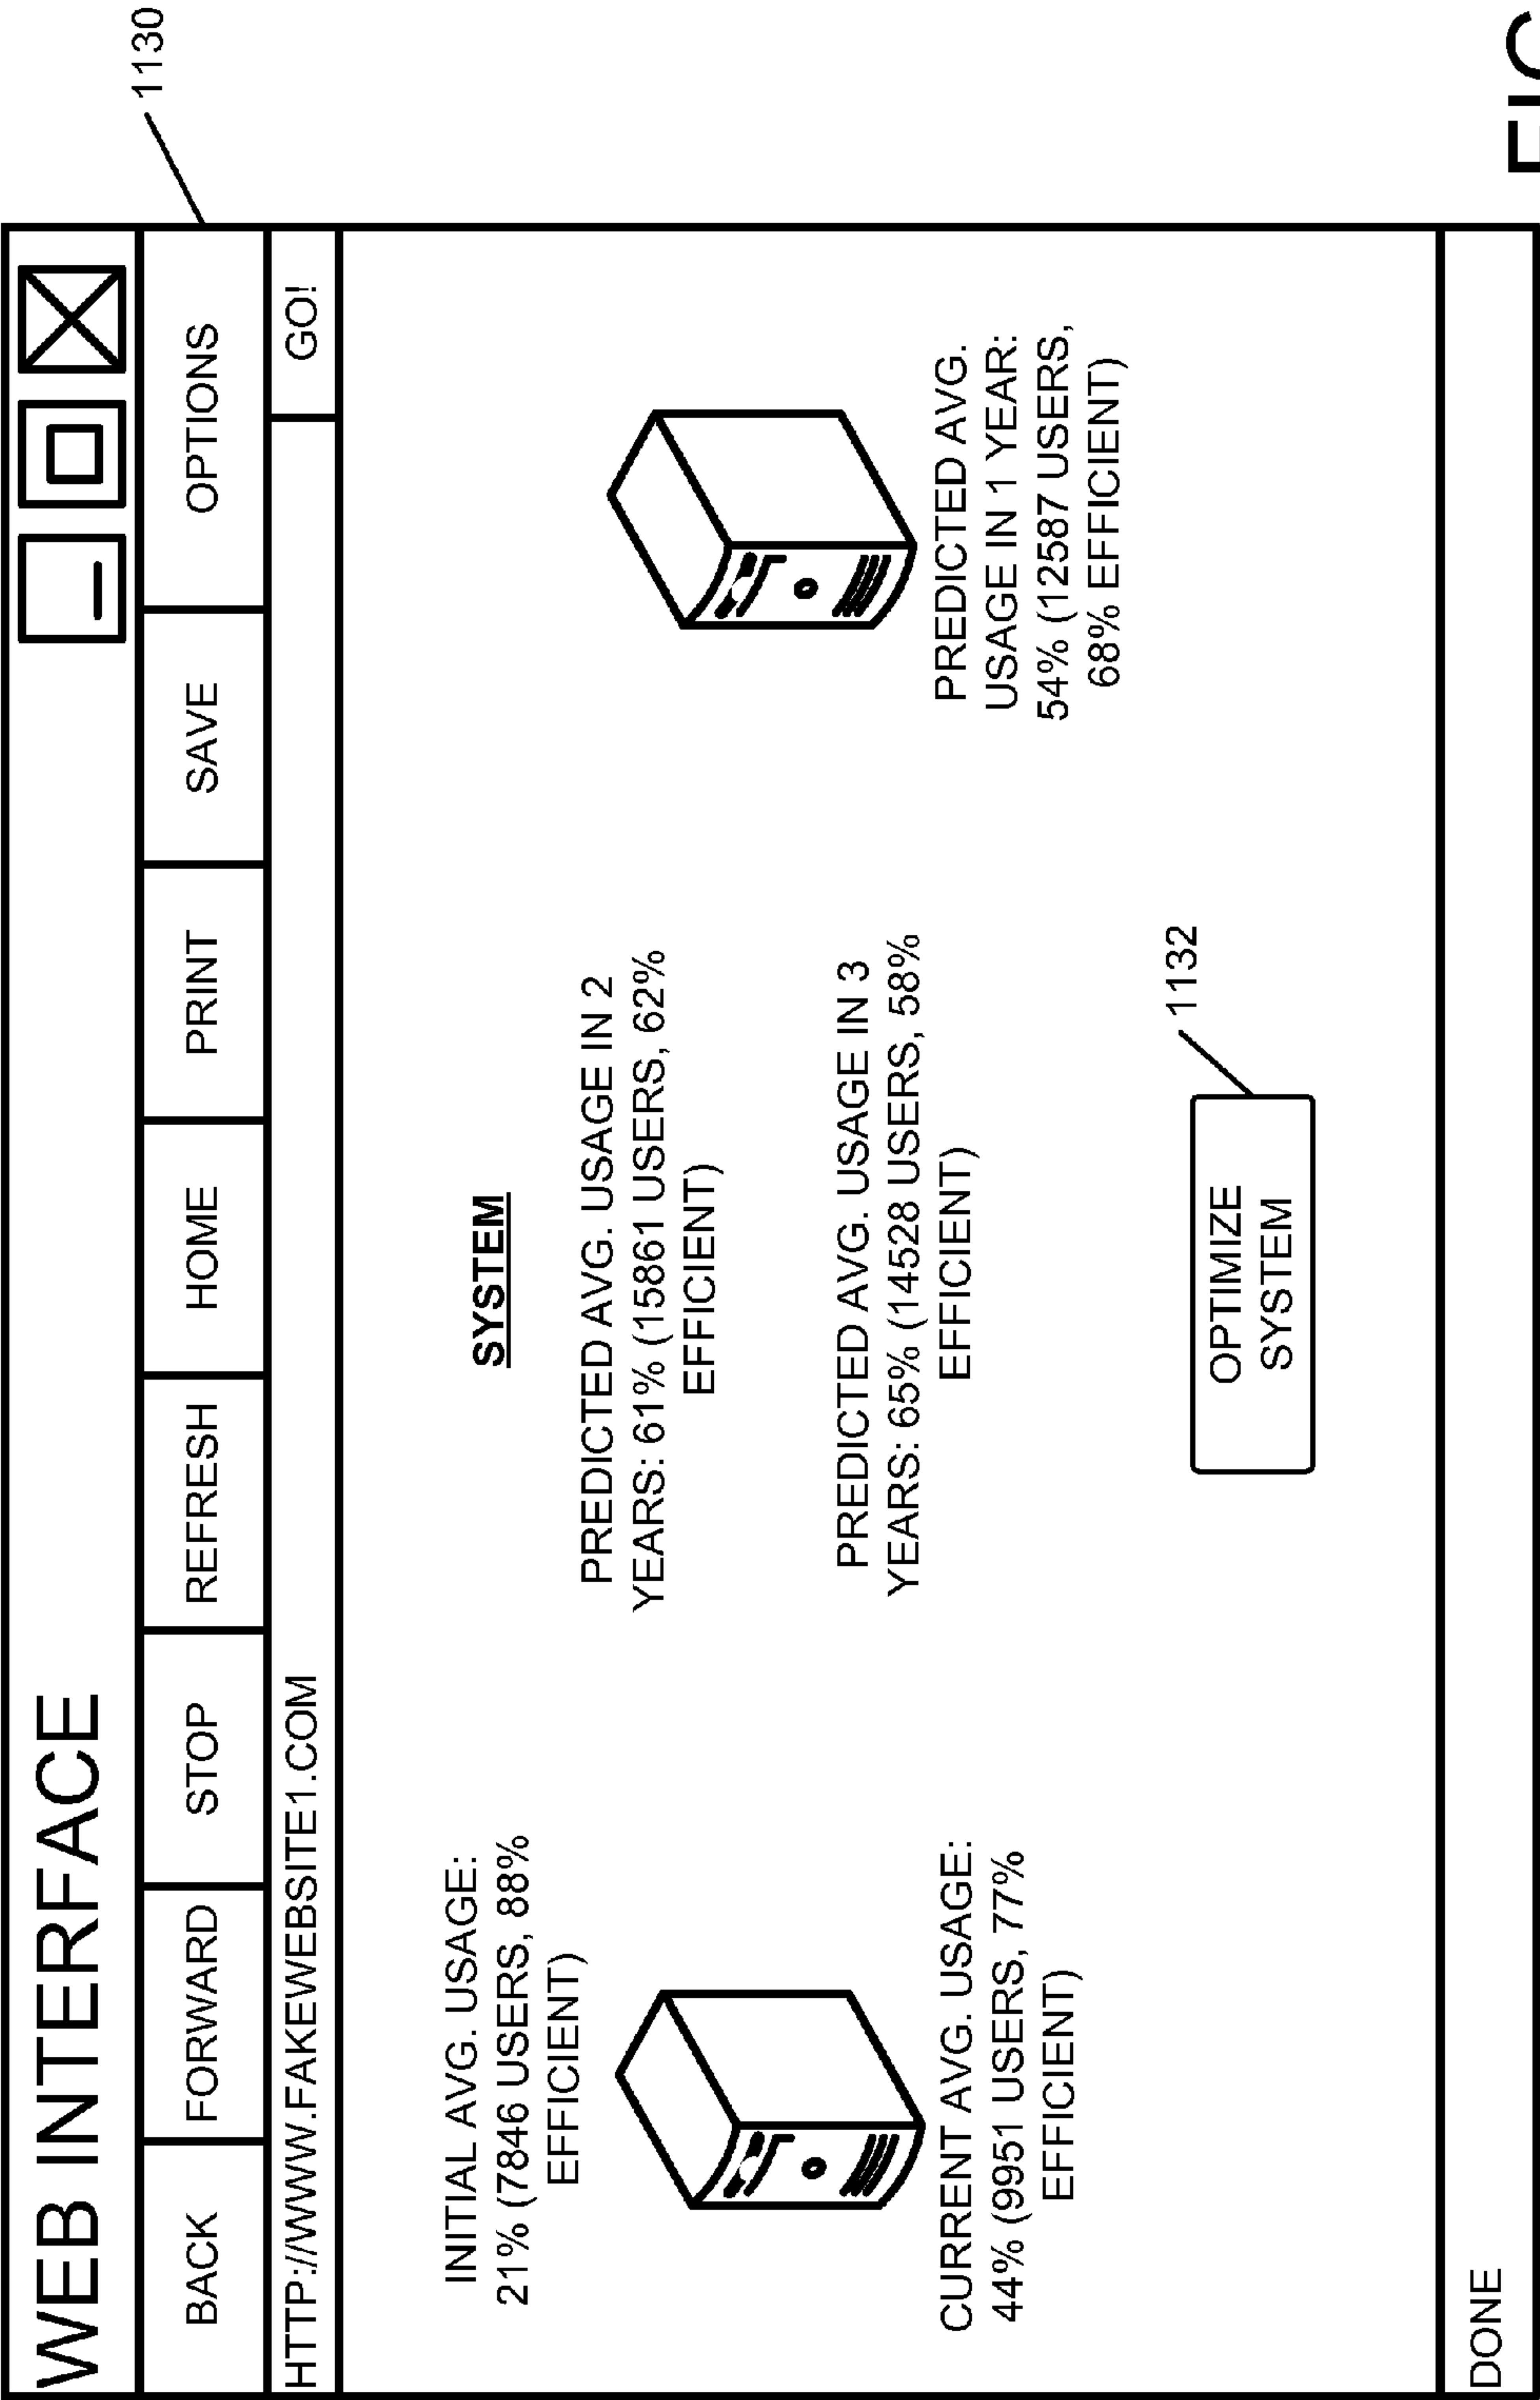 WEB INTERFACE
BACK
FORWARD
STOP
REFRESH
HOME
PRINT
SAVE
OPTIONS
1130
HTTP://WWW.FAKEWEBSITE1.COM
GO!
INITIAL AVG. USAGE:
21% (7846 USERS, 88%
EFFICIENT)
CURRENT AVG. USAGE:
44% (9951 USERS, 77%
EFFICIENT)
SYSTEM
PREDICTED AVG. USAGE IN 2
YEARS: 61% (15861 USERS, 62%
EFFICIENT)
PREDICTED AVG. USAGE IN 3
YEARS: 65% (14528 USERS, 58%
EFFICIENT)
OPTIMIZE
SYSTEM
1132
PREDICTED AVG.
USAGE IN 1 YEAR:
54% (12587 USERS,
68% EFFICIENT)
DONE